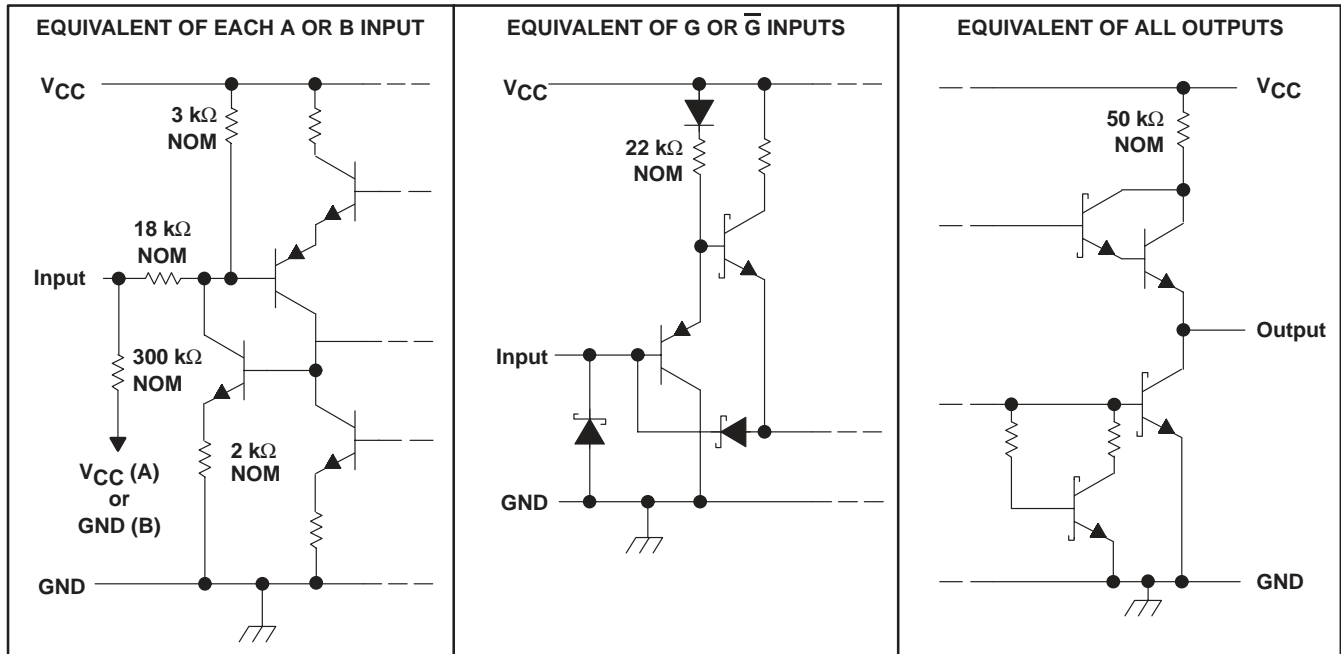 EQUIVALENT OF EACH A OR B INPUT
VCC
3 kΩ
NOM
18 kΩ
NOM
Input
300 kΩ
NOM
VCC (A)
or
GND (B)
2 kΩ
NOM
GND
EQUIVALENT OF G OR G̅ INPUTS
VCC
22 kΩ
NOM
Input
GND
EQUIVALENT OF ALL OUTPUTS
VCC
50 kΩ
NOM
Output
GND